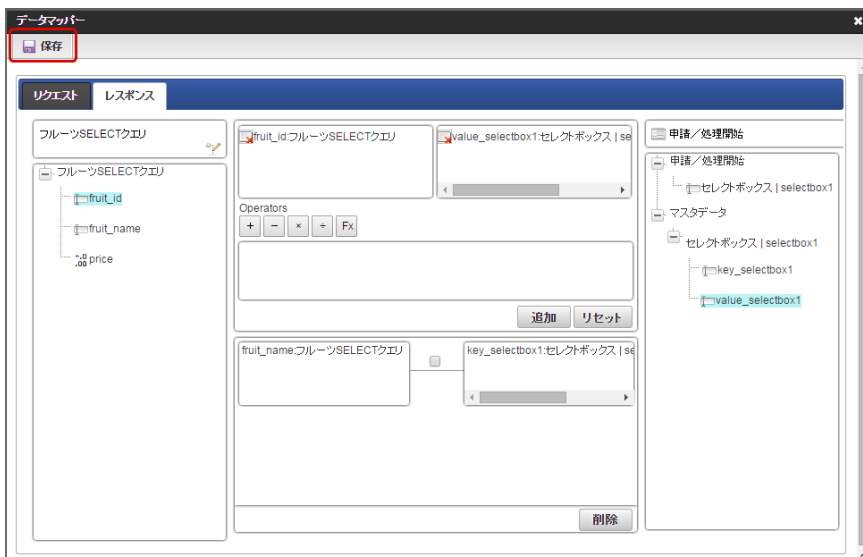 データマッパー
保存
リクエスト レスポンス
フルーツSELECTクエリ
フルーツSELECTクエリ
fruit_id
fruit_name
price
fruit_id:フルーツSELECTクエリ
value_selectbox1:セレクトボックス | se
Operators
+ − × ÷ Fx
追加 リセット
fruit_name:フルーツSELECTクエリ
key_selectbox1:セレクトボックス | se
削除
申請／処理開始
申請／処理開始
セレクトボックス | selectbox1
マスタデータ
セレクトボックス | selectbox1
key_selectbox1
value_selectbox1